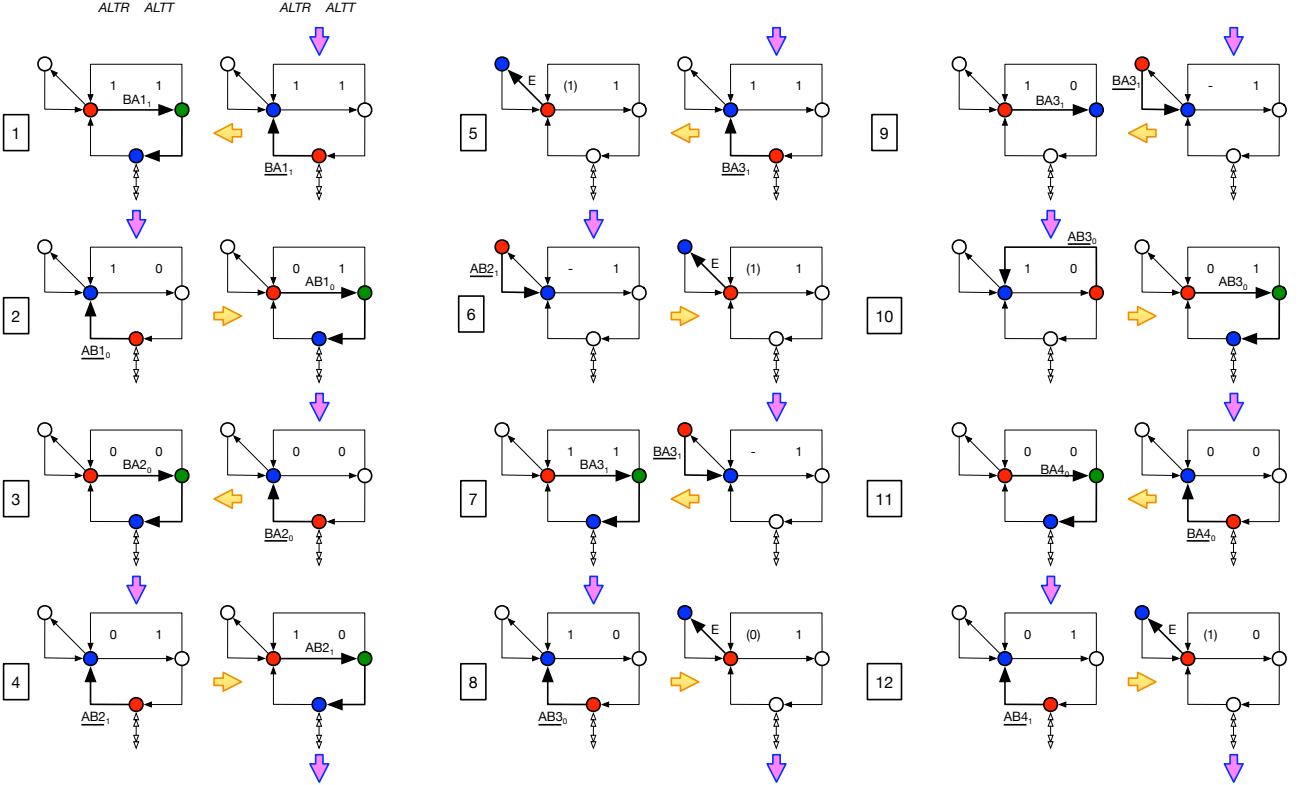 ALTR ALTT ALTR ALTT
1 1 1 BA1₁ 1 1 BA1₁
2 1 0 AB1₀ 0 1 AB1₀
3 0 0 BA2₀ 0 0 BA2₀
4 0 1 AB2₁ 1 0 AB2₁
5 E (1) 1 1 1 BA3₁
6 AB2₁ - 1 E (1) 1
7 1 1 BA3₁ BA3₁ - 1
8 1 0 AB3₀ E (0) 1
9 1 0 BA3₁ BA3₁ - 1
10 1 0 AB3₀ 0 1 AB3₀
11 0 0 BA4₀ 0 0 BA4₀
12 0 1 AB4₁ E (1) 0